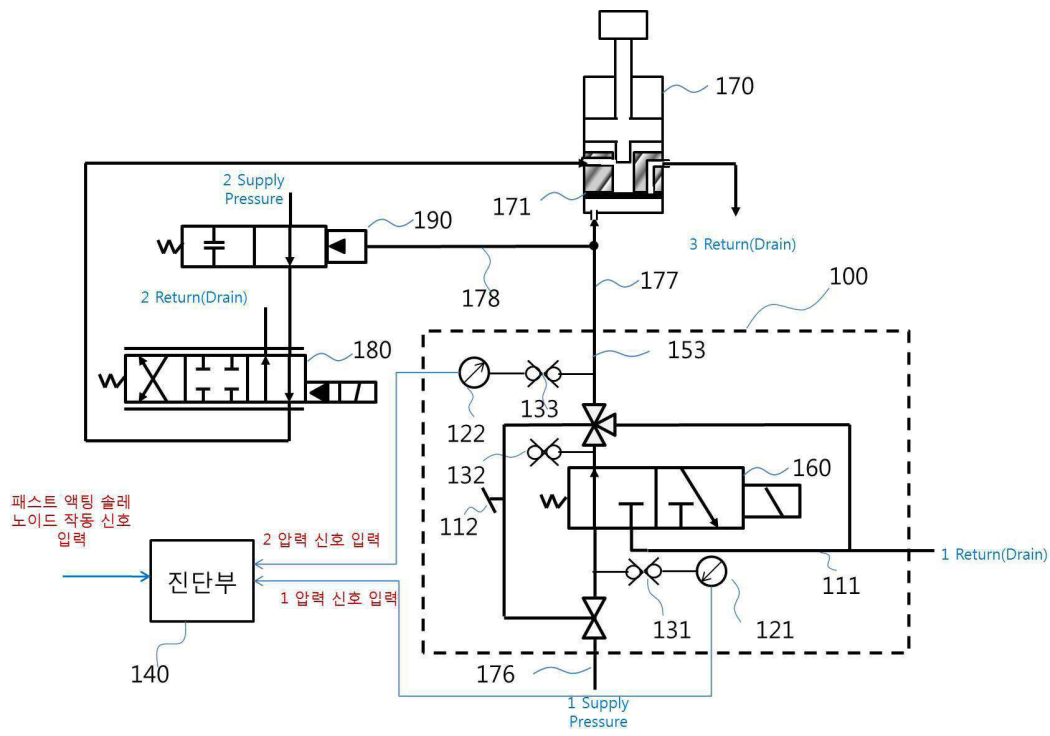 170
2 Supply
Pressure
171
190
3 Return(Drain)
178
177
100
2 Return(Drain)
153
180
133
122
132
160
패스트 액팅 솔레
노이드 작동 신호
입력
112
2 압력 신호 입력
1 Return(Drain)
111
진단부
1 압력 신호 입력
131
121
140
176
1 Supply
Pressure